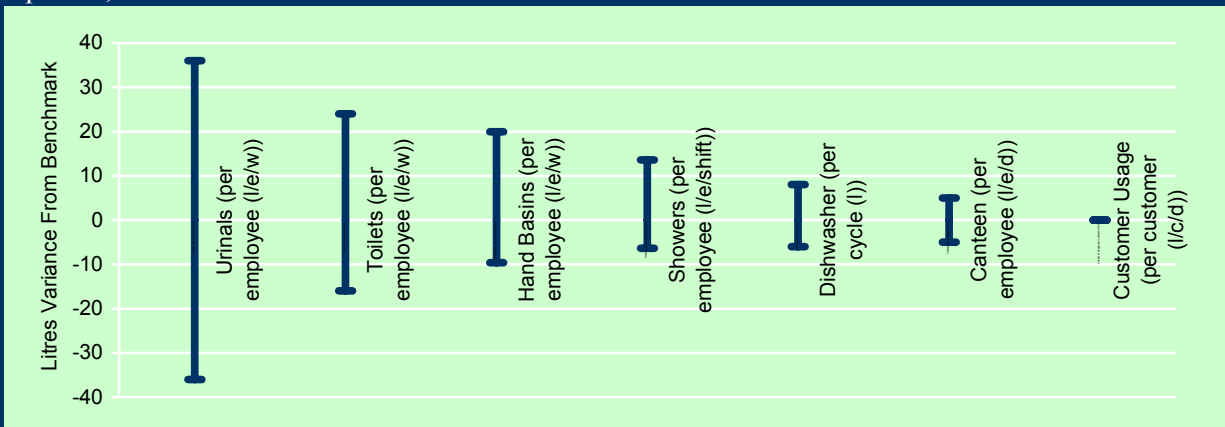 Litres Variance From Benchmark
40
30
20
10
0
-10
-20
-30
-40
Urinals (per
employee (l/e/w))
Toilets (per
employee (l/e/w))
Hand Basins (per
employee (l/e/w))
Showers (per
employee (l/e/shift))
Dishwasher (per
cycle (l))
Canteen (per
employee (l/e/d))
Customer Usage
(per customer
(l/c/d))